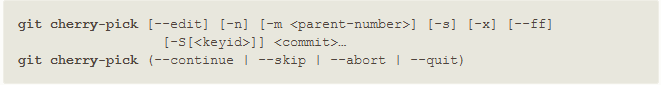 git cherry-pick [--edit] [-n] [-m <parent-number>] [-s] [-x] [--ff]
[-S[<keyid>]] <commit>…
git cherry-pick (--continue | --skip | --abort | --quit)